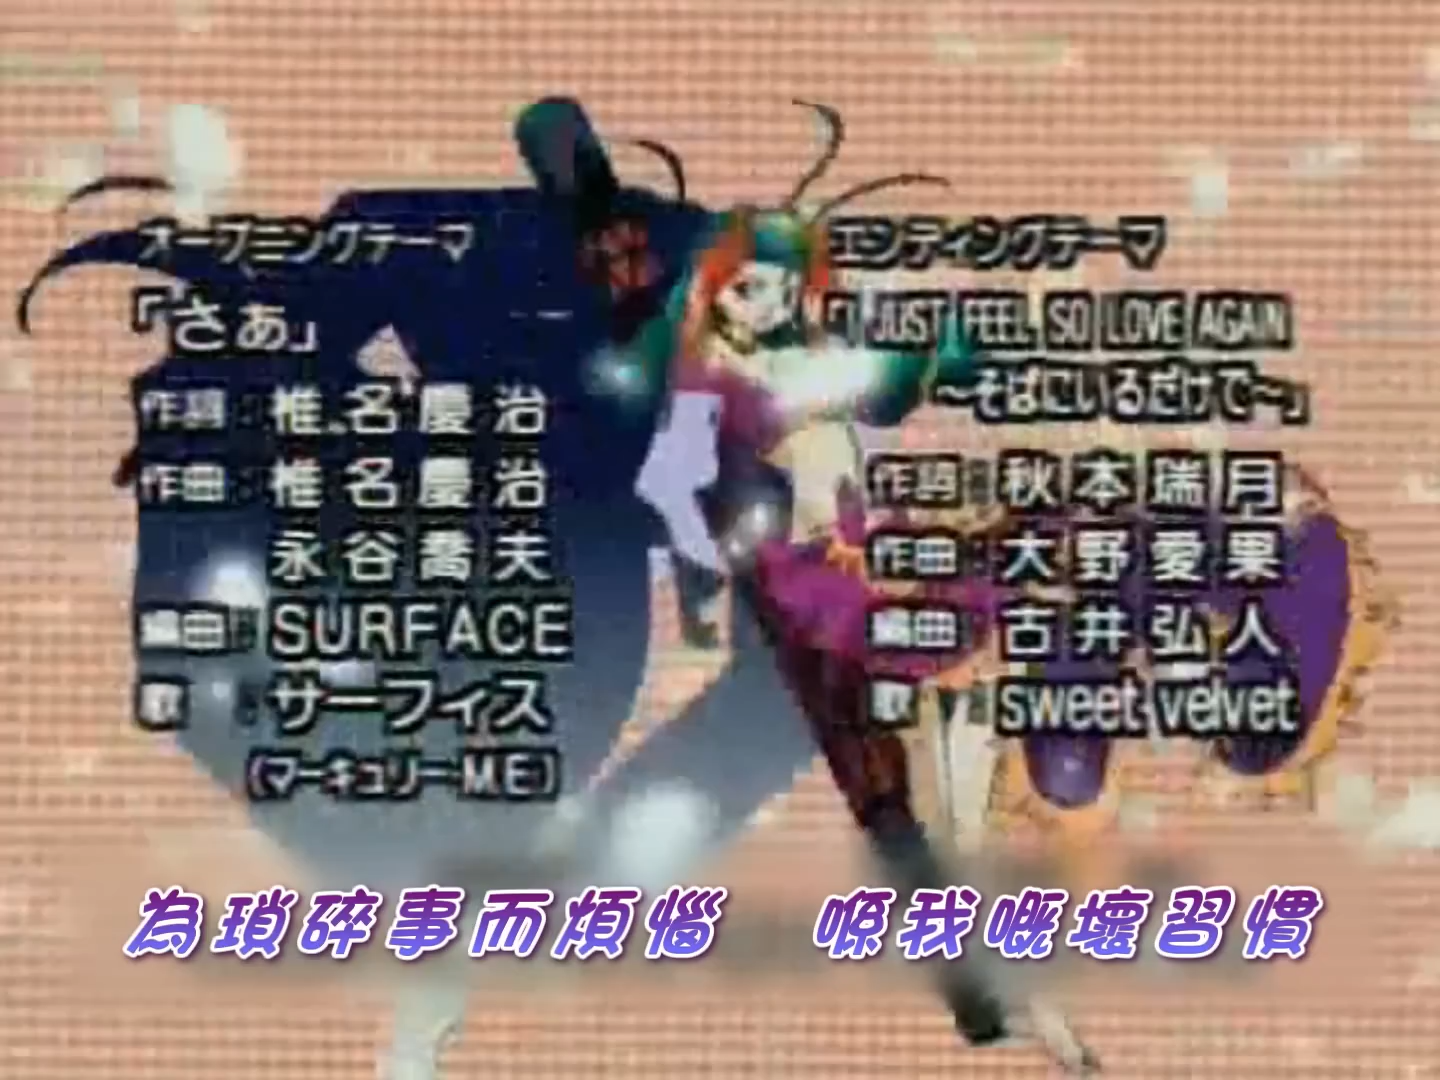 オープニングテーマ
「さぁ」
作詞：椎名慶治
作曲：椎名慶治
永谷喬夫
編曲：SURFACE
歌：サーフィス
(マーキュリーM.E)
エンディングテーマ
「I JUST FEEL SO LOVE AGAIN
～そばにいるだけで～」
作詞：秋本瑞月
作曲：大野愛果
編曲：古井弘人
歌：sweet velvet
為瑣碎事而煩惱　喺我嘅壞習慣